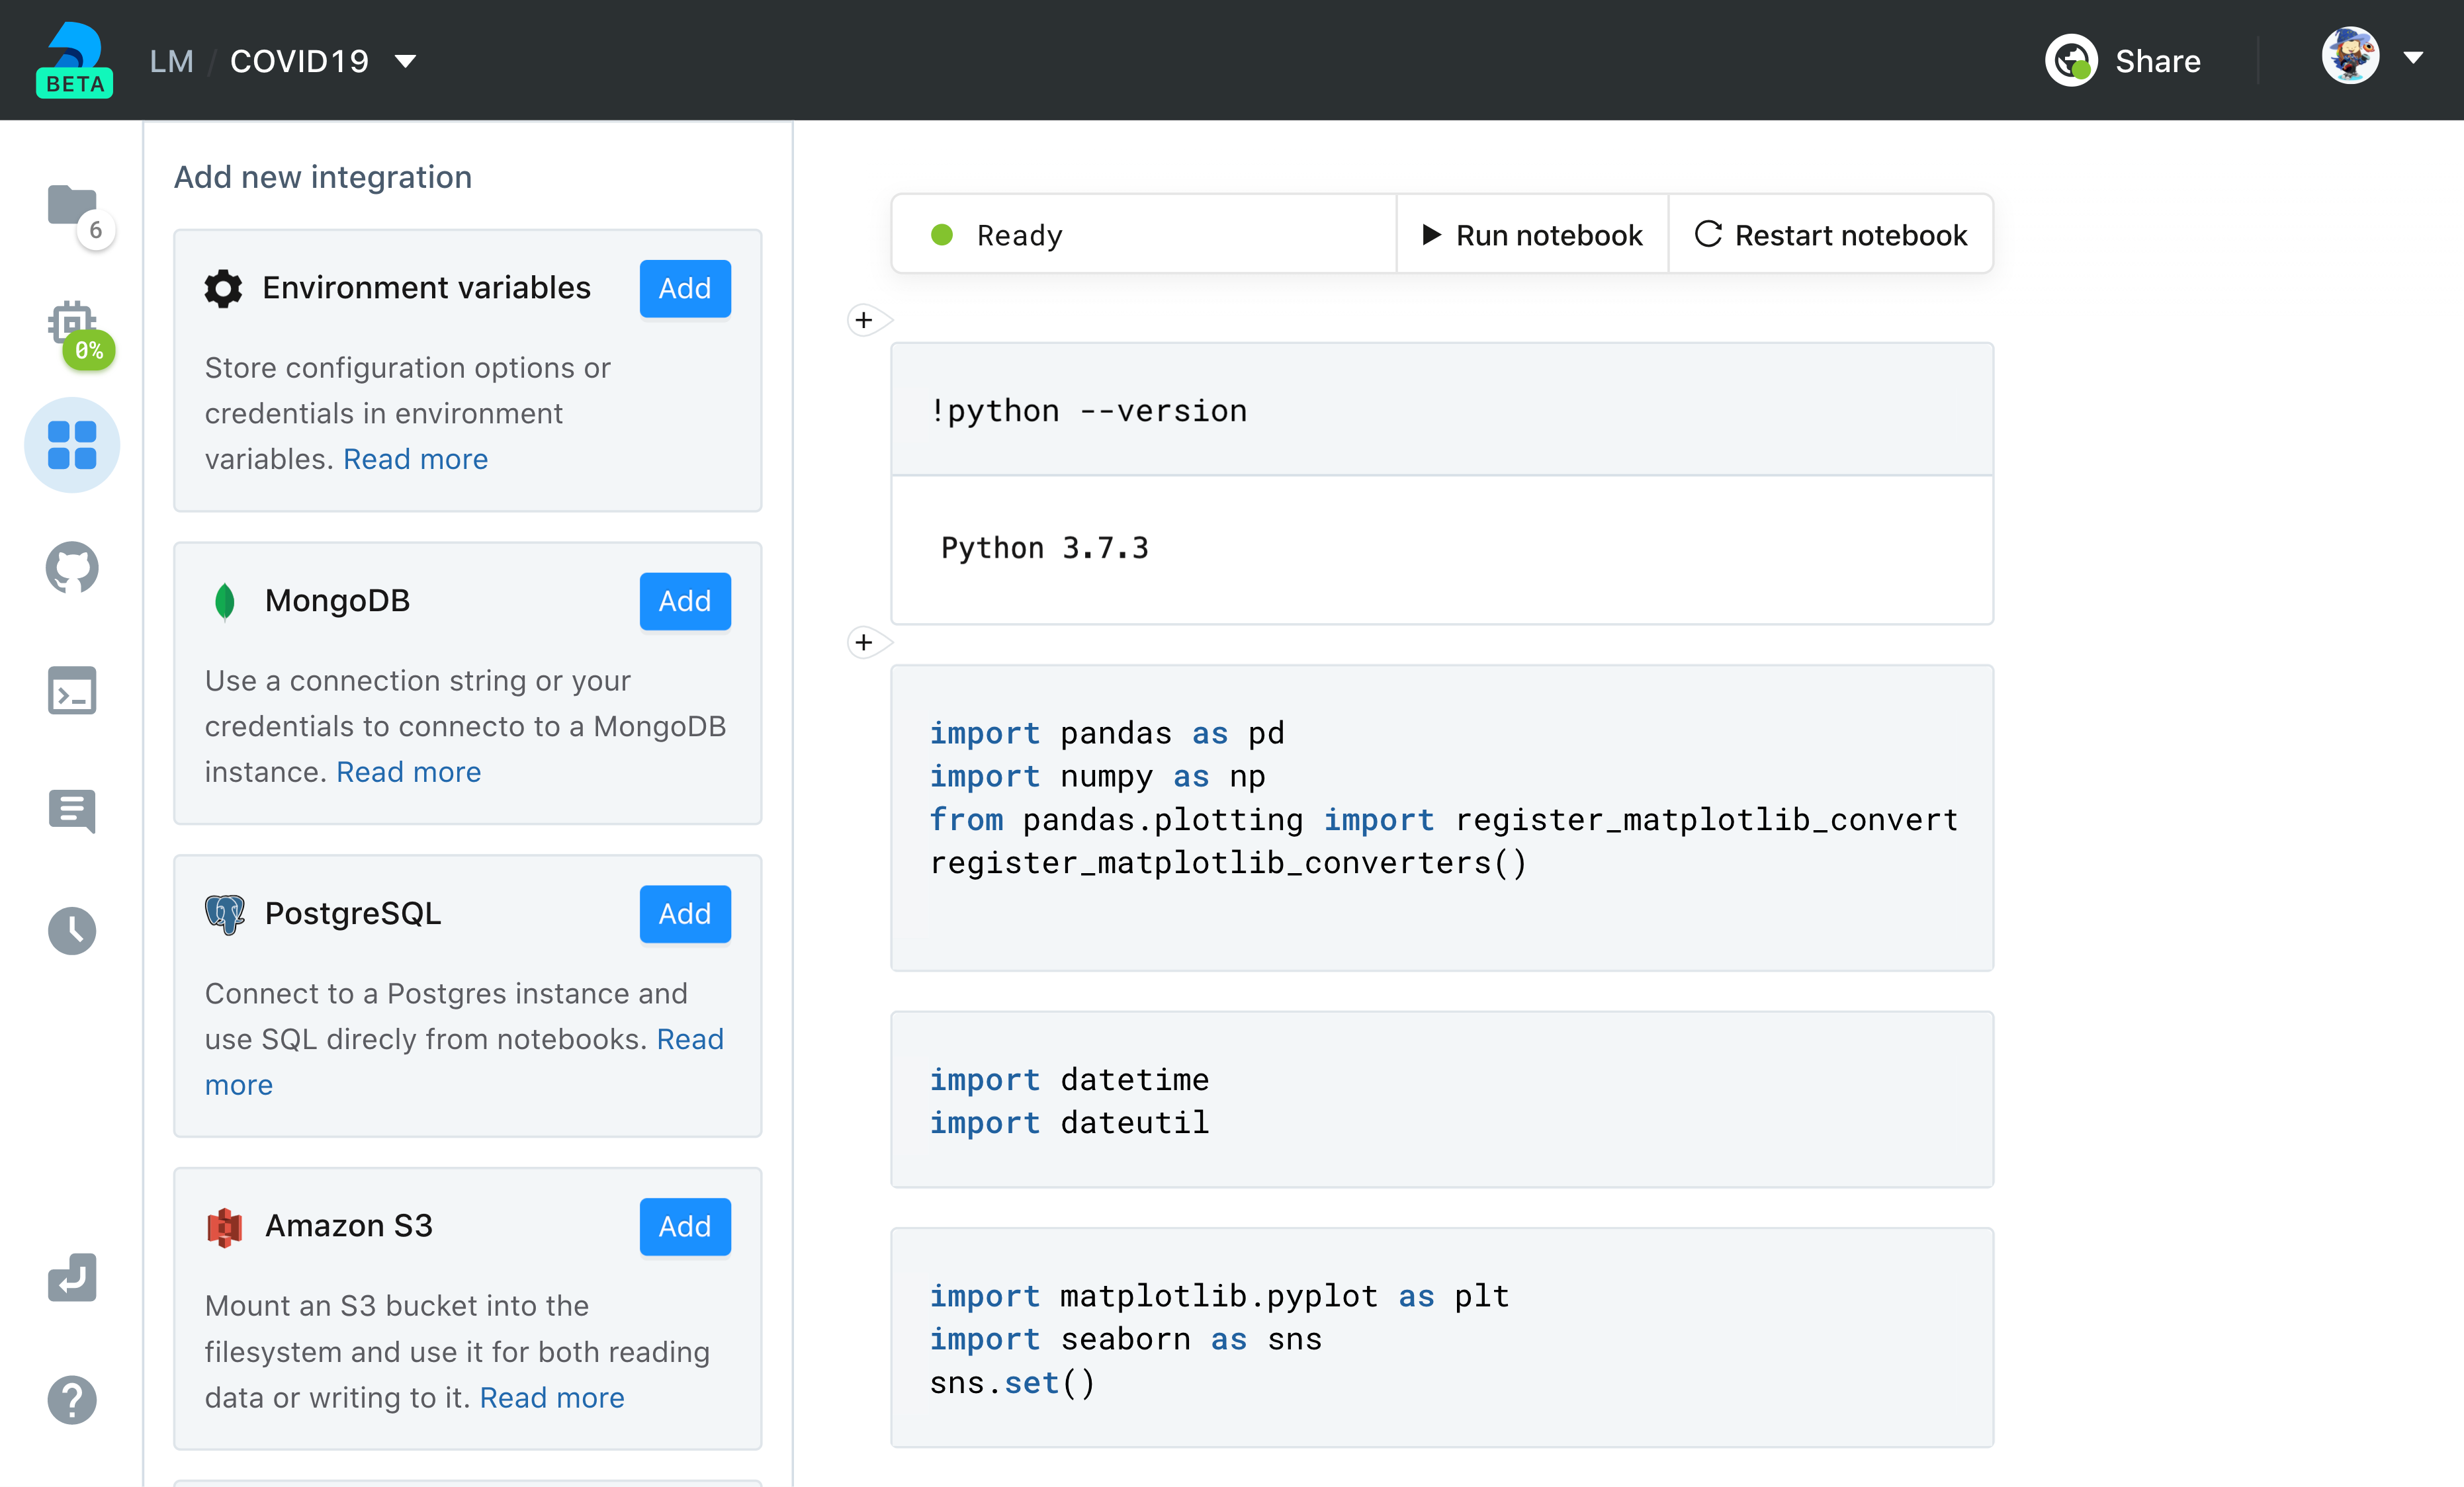 BETA
LM / COVID19
Share
6
0%
Add new integration
Environment variables
Add
Store configuration options or
credentials in environment
variables. Read more
MongoDB
Add
Use a connection string or your
credentials to connecto to a MongoDB
instance. Read more
PostgreSQL
Add
Connect to a Postgres instance and
use SQL direcly from notebooks. Read
more
Amazon S3
Add
Mount an S3 bucket into the
filesystem and use it for both reading
data or writing to it. Read more
Ready
Run notebook
Restart notebook
+
!python --version
Python 3.7.3
+
import pandas as pd
import numpy as np
from pandas.plotting import register_matplotlib_convert
register_matplotlib_converters()
import datetime
import dateutil
import matplotlib.pyplot as plt
import seaborn as sns
sns.set()